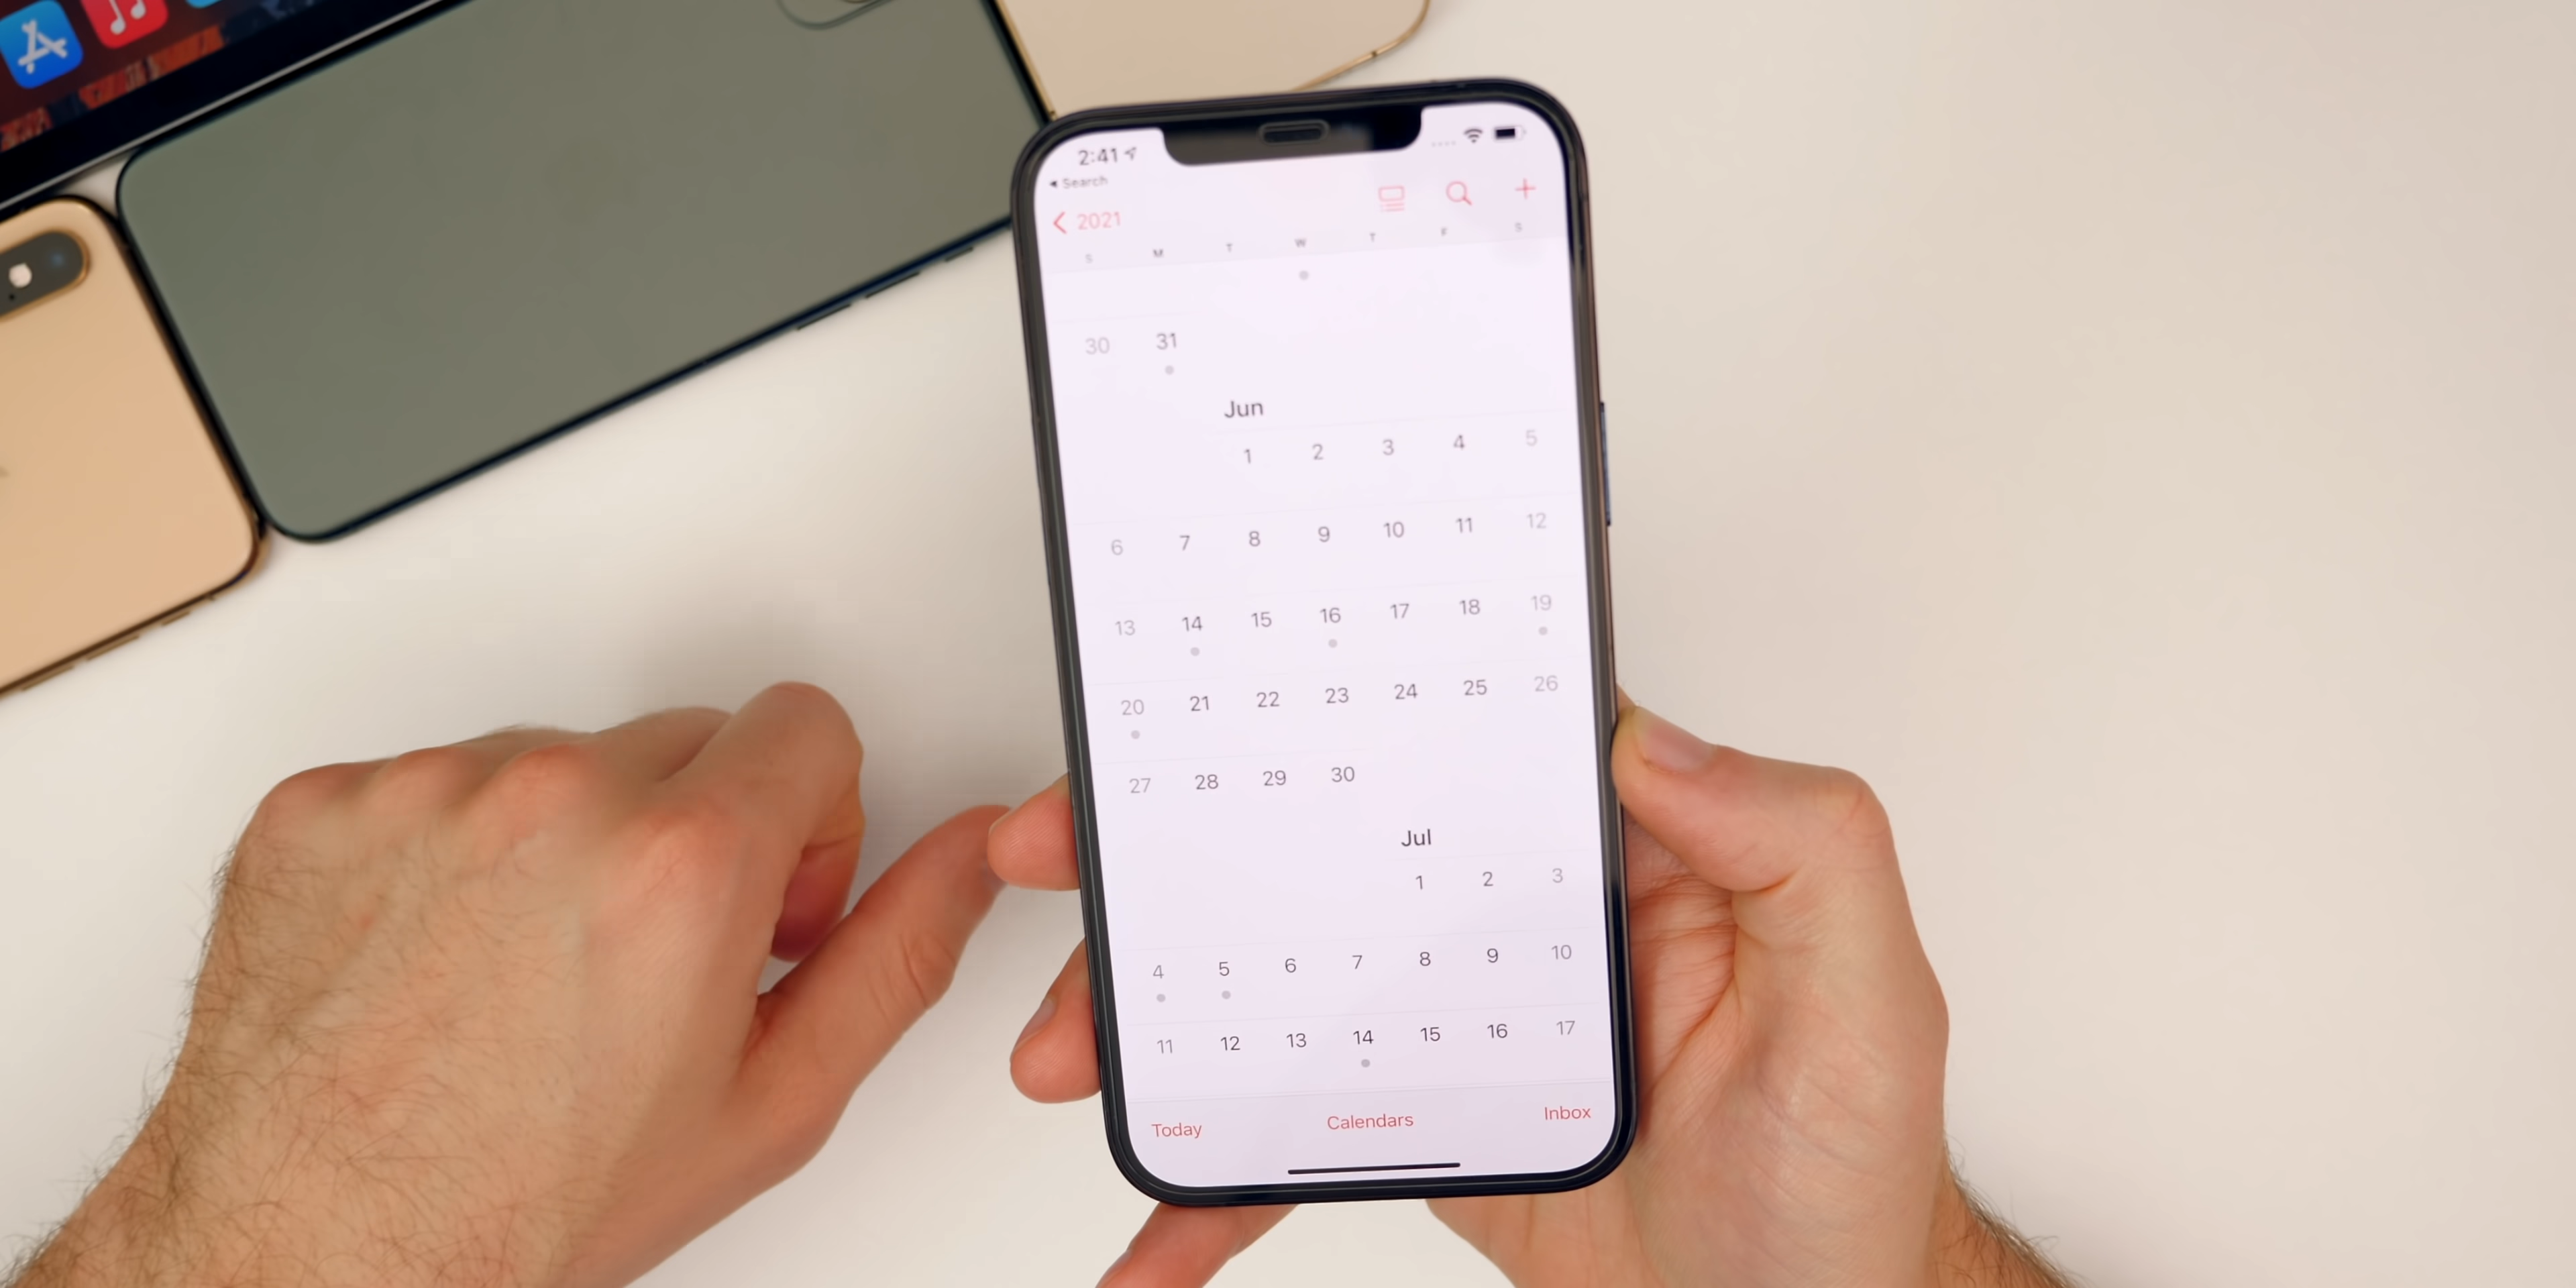 2:41
Search
2021
S M T W T F S
30 31
Jun
1 2 3 4 5
6 7 8 9 10 11 12
13 14 15 16 17 18 19
20 21 22 23 24 25 26
27 28 29 30
Jul
1 2 3
4 5 6 7 8 9 10
11 12 13 14 15 16 17
Today Calendars Inbox